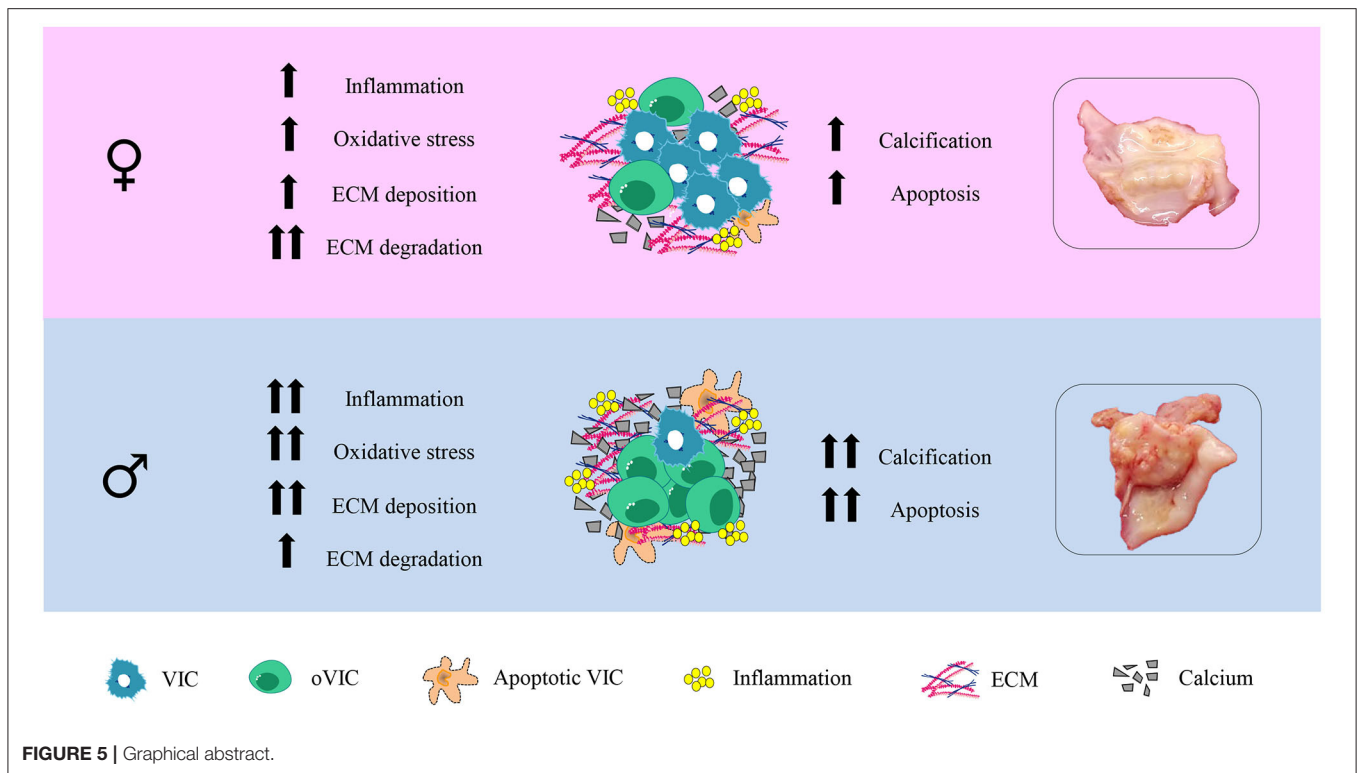 Inflammation
Oxidative stress
ECM deposition
ECM degradation
Calcification
Apoptosis
Inflammation
Oxidative stress
ECM deposition
ECM degradation
Calcification
Apoptosis
VIC
oVIC
Apoptotic VIC
Inflammation
ECM
Calcium
FIGURE 5 | Graphical abstract.